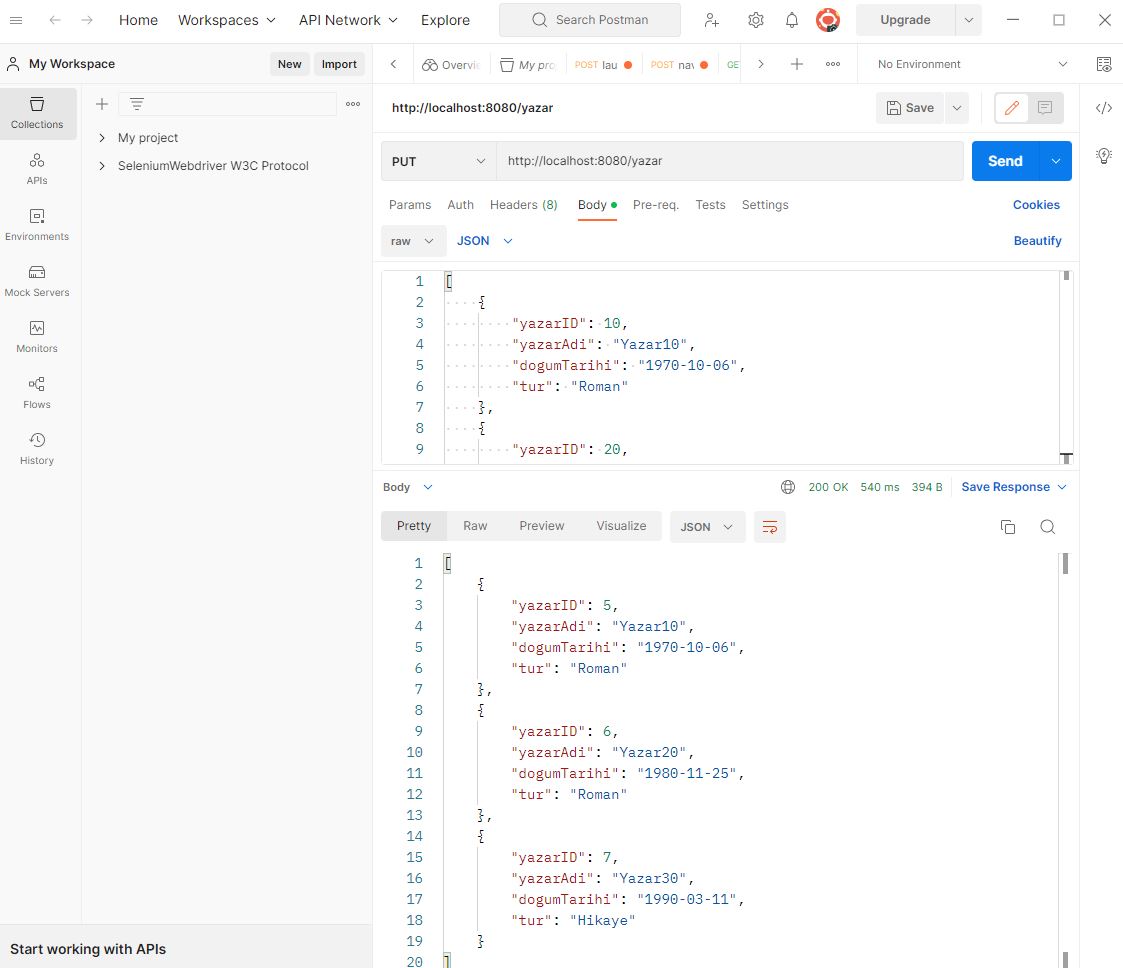 Home Workspaces API Network Explore Search Postman Upgrade
My Workspace New Import
Overvi My pro POST lau POST nav GE No Environment
Collections
APIs
Environments
Mock Servers
Monitors
Flows
History
My project
SeleniumWebdriver W3C Protocol
Start working with APIs
http://localhost:8080/yazar Save
PUT http://localhost:8080/yazar Send
Params Auth Headers (8) Body Pre-req. Tests Settings Cookies
raw JSON Beautify
1 [
2 {
3 "yazarID": 10,
4 "yazarAdi": "Yazar10",
5 "dogumTarihi": "1970-10-06",
6 "tur": "Roman"
7 },
8 {
9 "yazarID": 20,
Body 200 OK 540 ms 394 B Save Response
Pretty Raw Preview Visualize JSON
1 [
2 {
3 "yazarID": 5,
4 "yazarAdi": "Yazar10",
5 "dogumTarihi": "1970-10-06",
6 "tur": "Roman"
7 },
8 {
9 "yazarID": 6,
10 "yazarAdi": "Yazar20",
11 "dogumTarihi": "1980-11-25",
12 "tur": "Roman"
13 },
14 {
15 "yazarID": 7,
16 "yazarAdi": "Yazar30",
17 "dogumTarihi": "1990-03-11",
18 "tur": "Hikaye"
19 }
20 ]